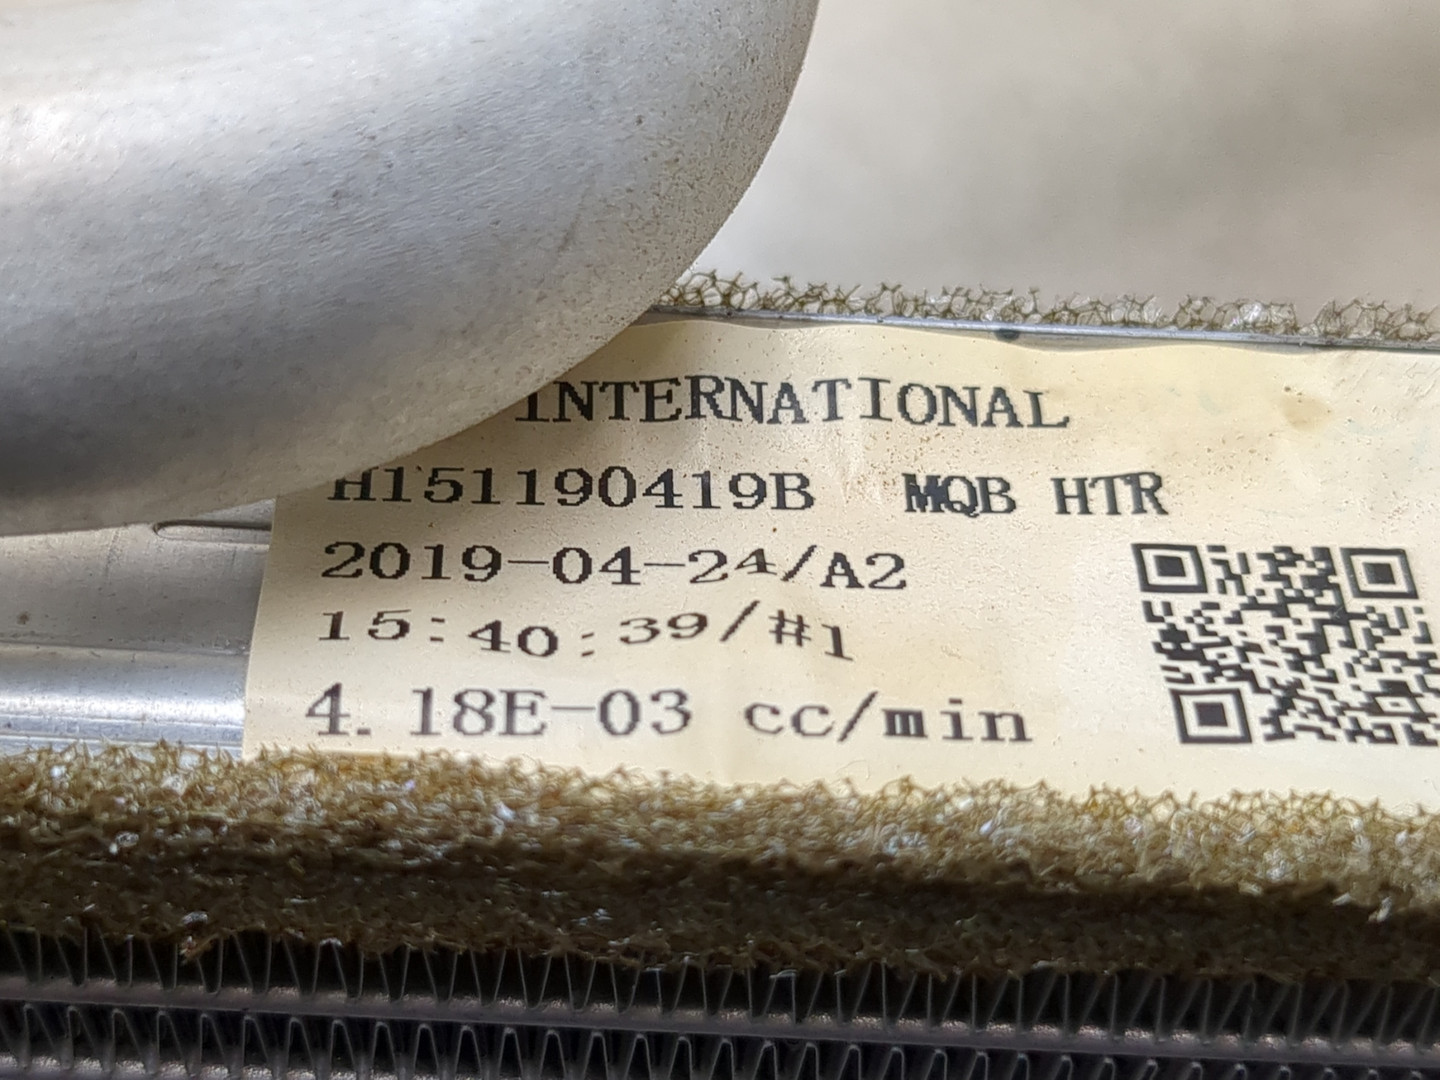 INTERNATIONAL
H151190419B MQB HTR
2019-04-24/A2
15:40:39/#1
4.18E-03 cc/min